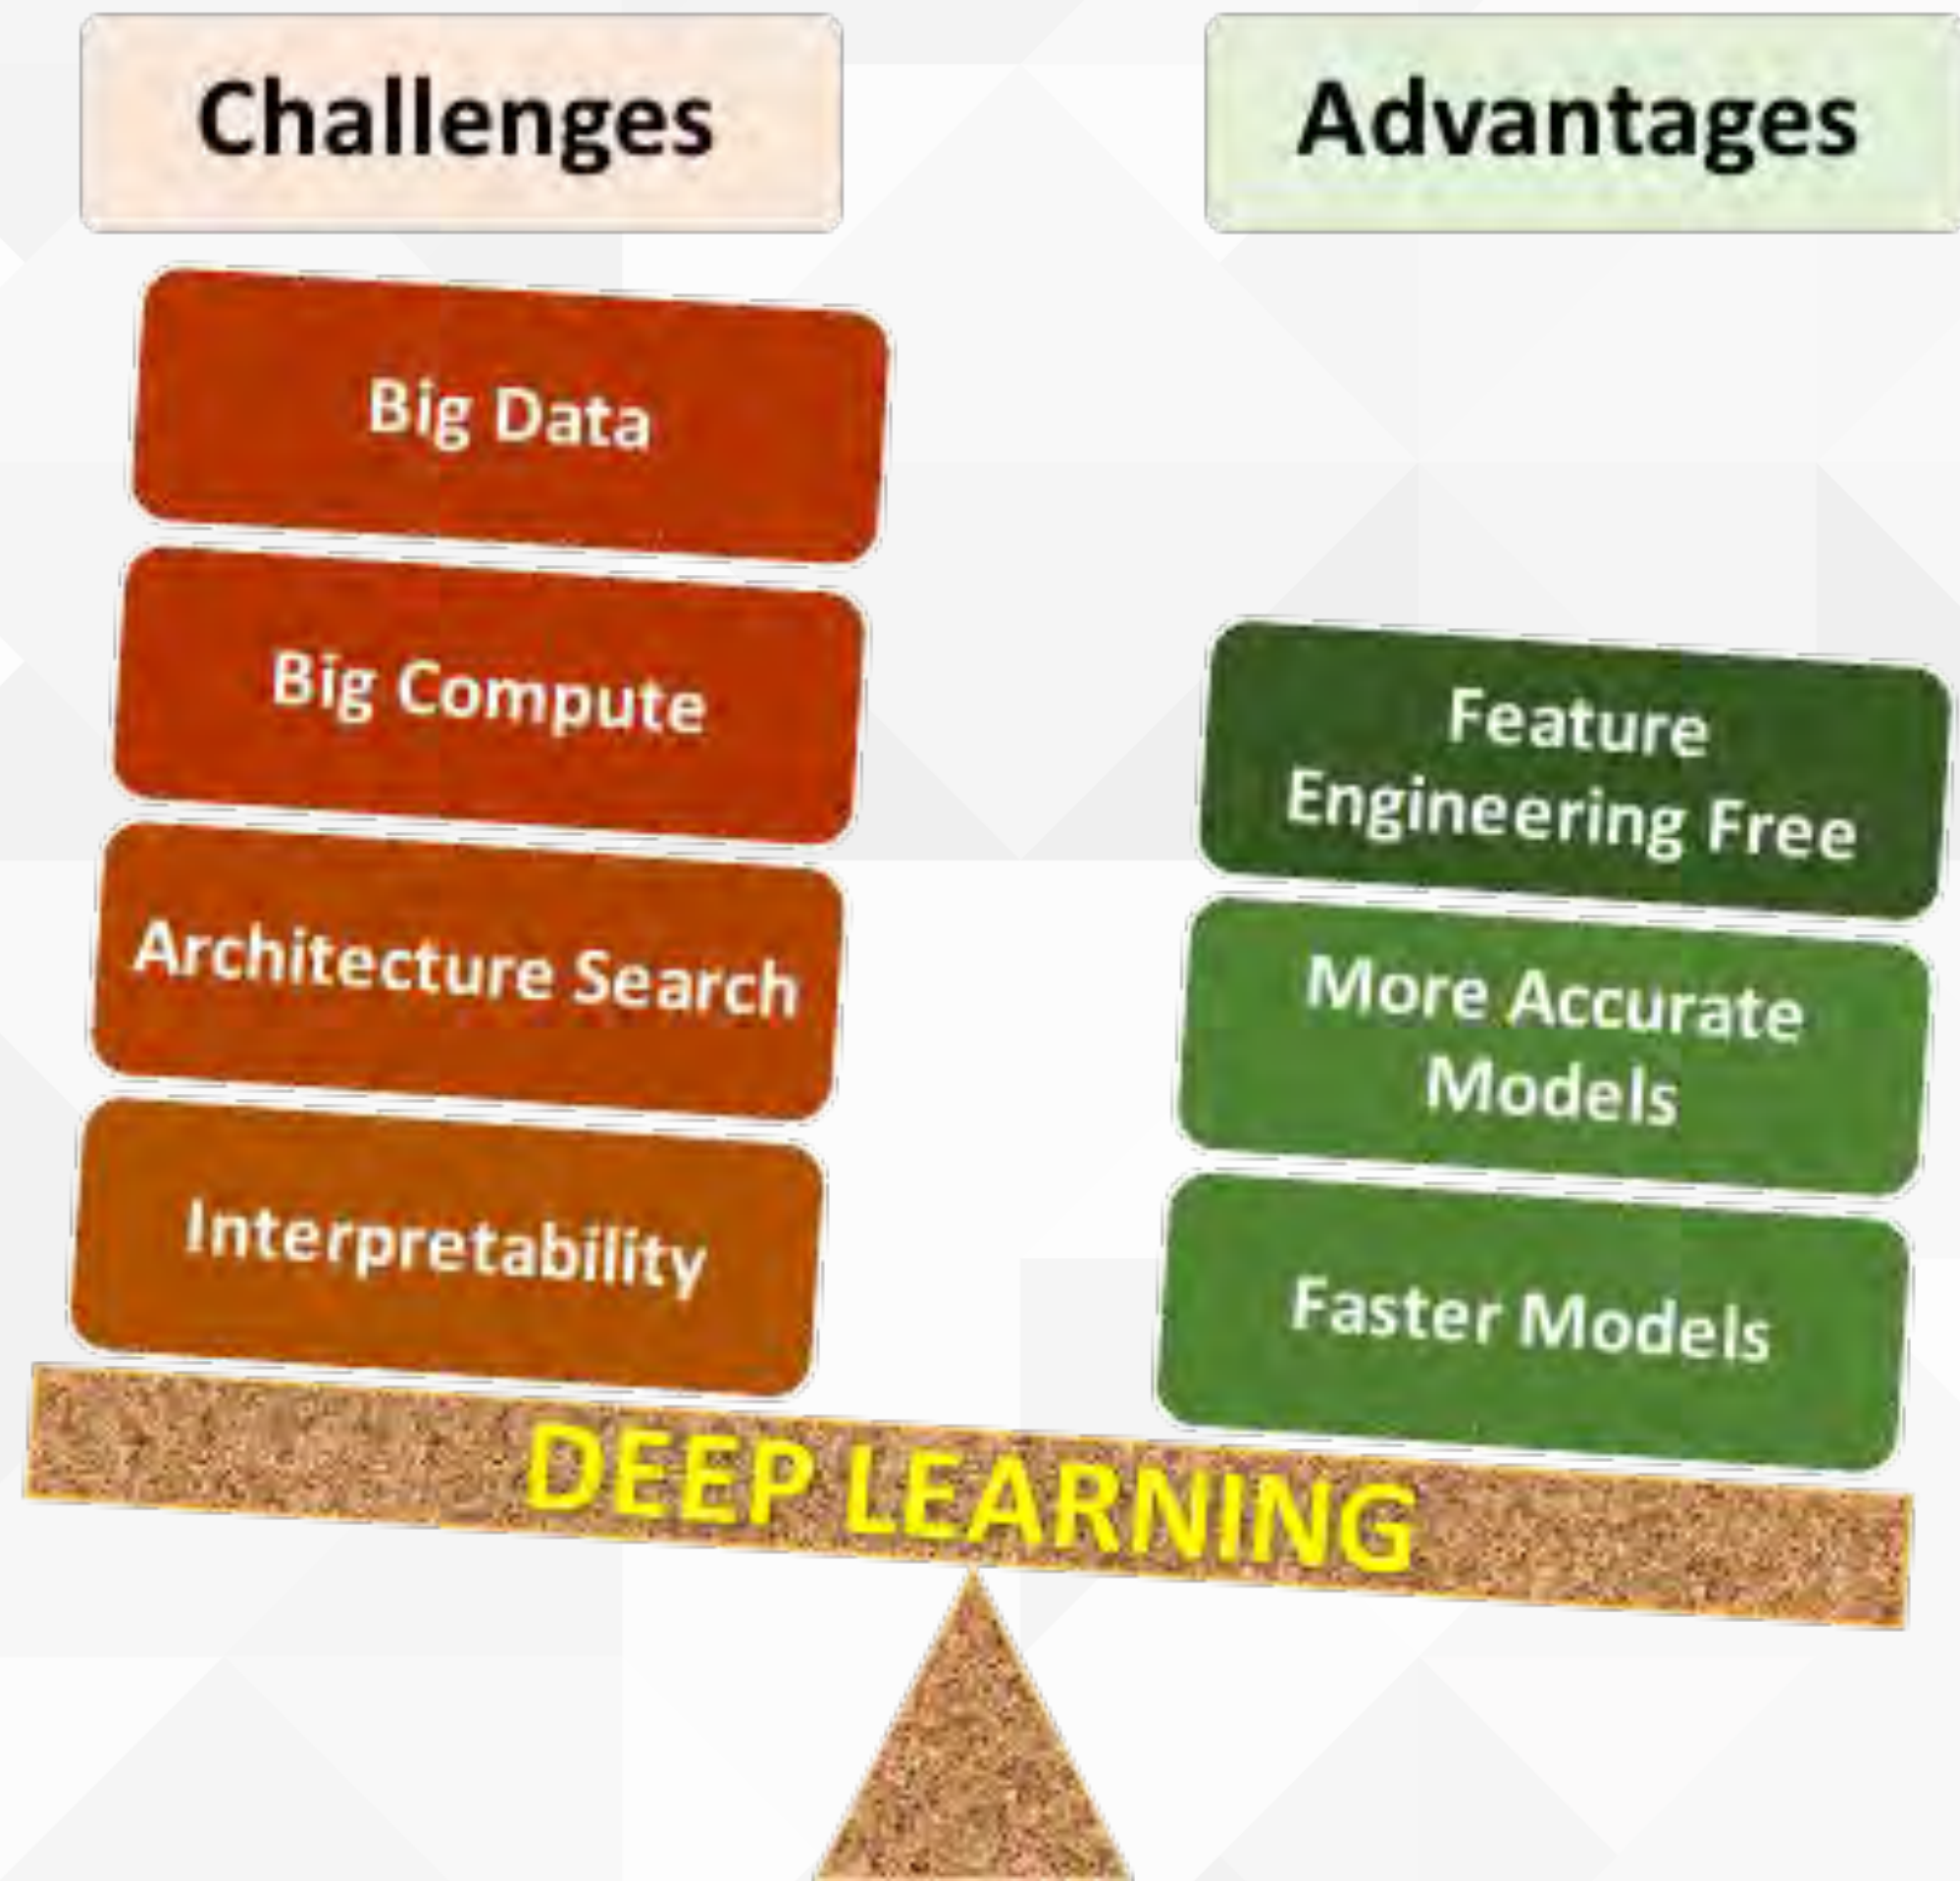 Challenges
Advantages
Big Data
Big Compute
Architecture Search
Interpretability
Feature
Engineering Free
More Accurate
Models
Faster Models
DEEP LEARNING